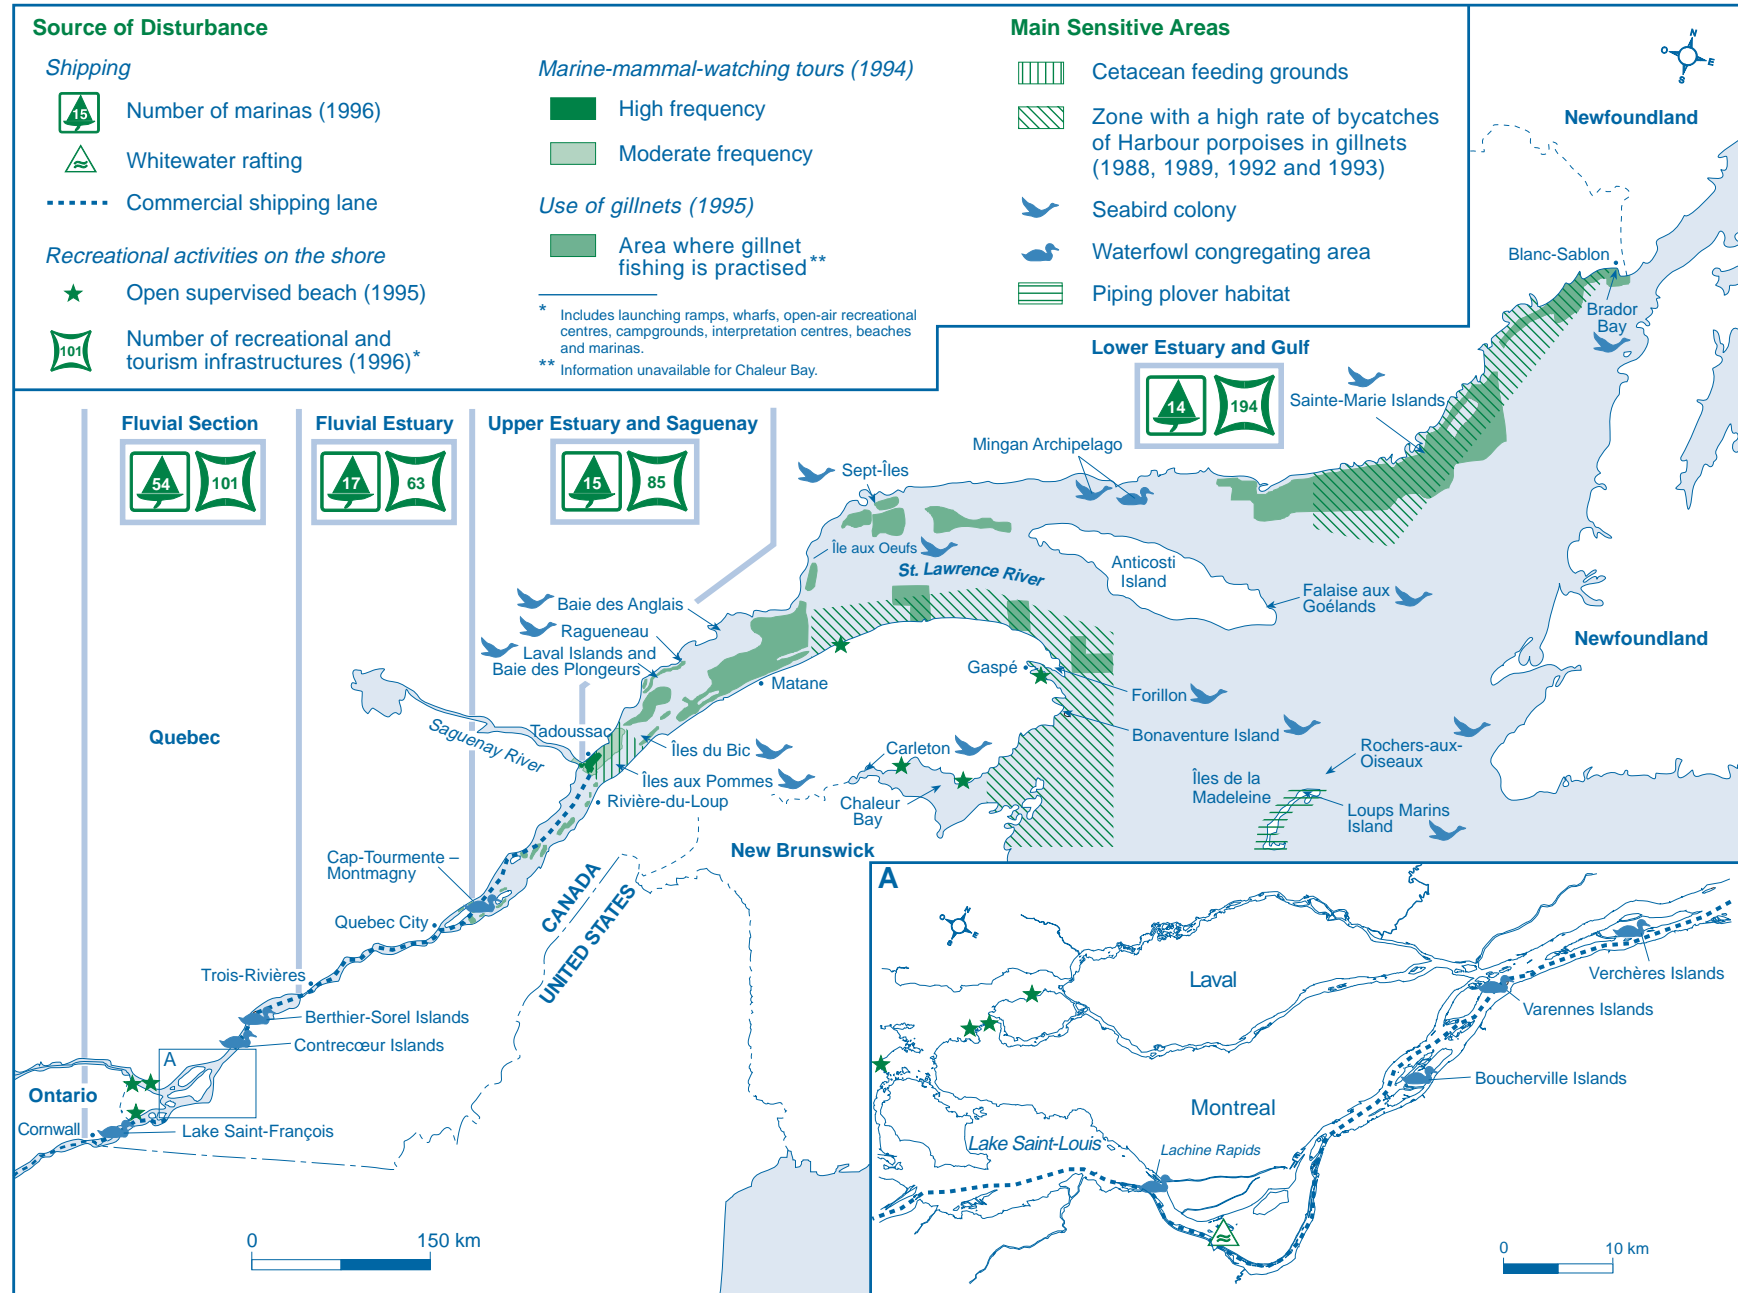 Source of Disturbance
Shipping
15
Number of marinas (1996)
Whitewater rafting
Commercial shipping lane
Recreational activities on the shore
Open supervised beach (1995)
101
Number of recreational and
tourism infrastructures (1996)*
Marine-mammal-watching tours (1994)
High frequency
Moderate frequency
Use of gillnets (1995)
Area where gillnet
fishing is practised**
* Includes launching ramps, wharfs, open-air recreational
centres, campgrounds, interpretation centres, beaches
and marinas.
** Information unavailable for Chaleur Bay.
Main Sensitive Areas
Cetacean feeding grounds
Zone with a high rate of bycatches
of Harbour porpoises in gillnets
(1988, 1989, 1992 and 1993)
Seabird colony
Waterfowl congregating area
Piping plover habitat
N
O
E
S
Newfoundland
Blanc-Sablon
Brador
Bay
Lower Estuary and Gulf
14
194
Sainte-Marie Islands
Mingan Archipelago
Fluvial Section
54
101
Fluvial Estuary
17
63
Upper Estuary and Saguenay
15
85
Sept-Îles
Île aux Oeufs
St. Lawrence River
Anticosti
Island
Falaise aux
Goélands
Newfoundland
Baie des Anglais
Ragueneau
Laval Islands and
Baie des Plongeurs
Matane
Gaspé
Forillon
Bonaventure Island
Quebec
Saguenay River
Tadoussac
Îles du Bic
Îles aux Pommes
Rivière-du-Loup
Carleton
Chaleur
Bay
Rochers-aux-
Oiseaux
Îles de la
Madeleine
Loups Marins
Island
New Brunswick
Cap-Tourmente –
Montmagny
CANADA
UNITED STATES
Quebec City
Trois-Rivières
Berthier-Sorel Islands
Contrecœur Islands
A
Ontario
Cornwall
Lake Saint-François
0
150 km
A
N
O
E
S
Laval
Verchères Islands
Varennes Islands
Boucherville Islands
Montreal
Lake Saint-Louis
Lachine Rapids
0
10 km